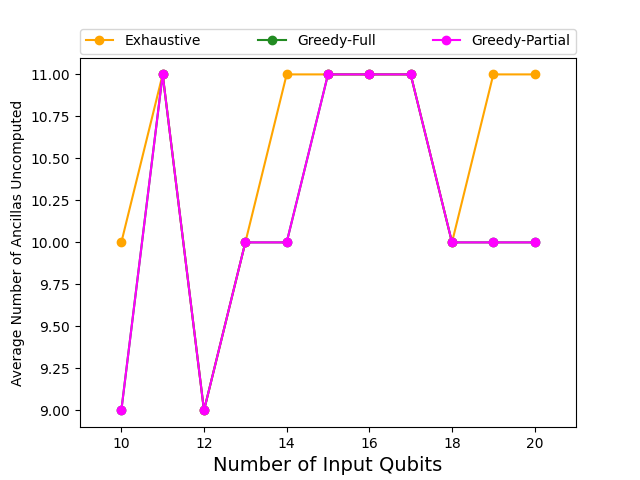 Exhaustive Greedy-Full Greedy-Partial
Average Number of Ancillas Uncomputed
11.00
10.75
10.50
10.25
10.00
9.75
9.50
9.25
9.00
10 12 14 16 18 20
Number of Input Qubits